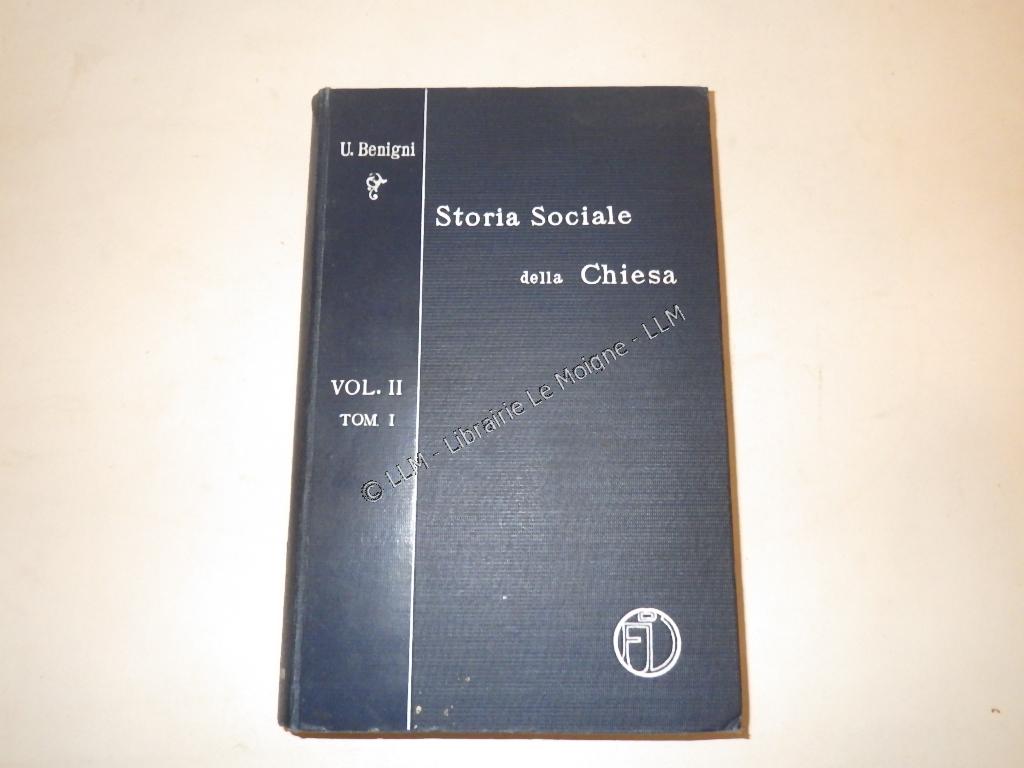 U. Benigni
Storia Sociale
della Chiesa
VOL. II
TOM. I
© LLM - Librairie Le Moigne - LLM